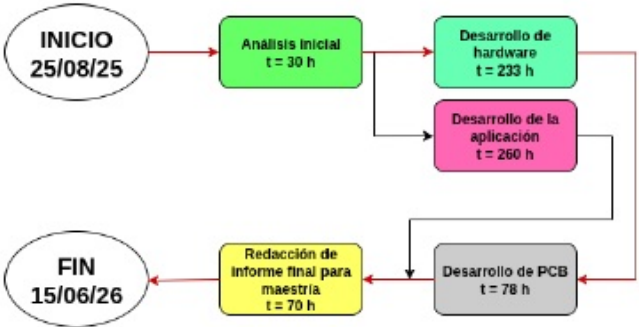 INICIO
25/08/25
Análisis inicial
t = 30 h
Desarrollo de
hardware
t = 233 h
Desarrollo de la
aplicación
t = 260 h
FIN
15/06/26
Redacción de
informe final para
maestría
t = 70 h
Desarrollo de PCB
t = 78 h